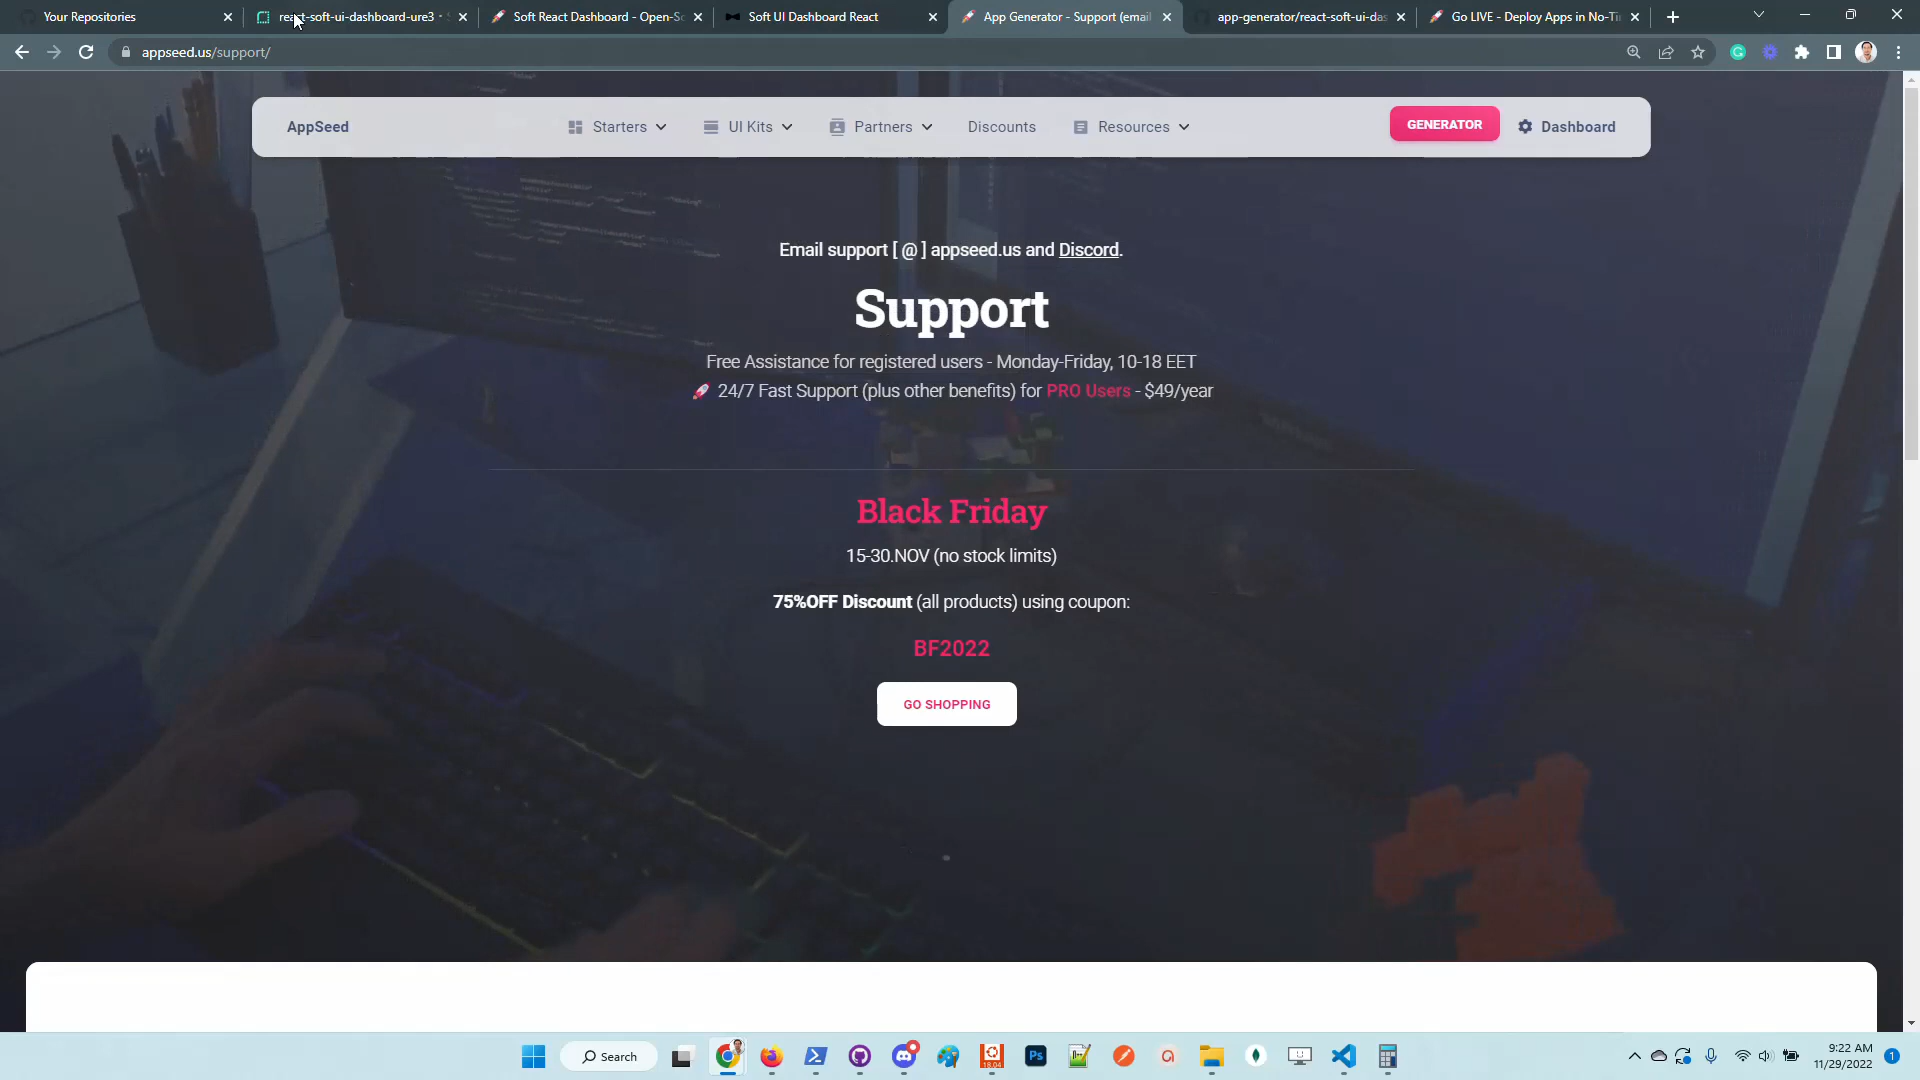 Your Repositories
react-soft-ui-dashboard-ure3 · S
Soft React Dashboard - Open-So
Soft UI Dashboard React
App Generator - Support (email
app-generator/react-soft-ui-das
Go LIVE - Deploy Apps in No-Ti
appseed.us/support/
AppSeed
Starters
UI Kits
Partners
Discounts
Resources
GENERATOR
Dashboard
Email support [ @ ] appseed.us and Discord.
Support
Free Assistance for registered users - Monday-Friday, 10-18 EET
🚀 24/7 Fast Support (plus other benefits) for PRO Users - $49/year
Black Friday
15-30.NOV (no stock limits)
75%OFF Discount (all products) using coupon:
BF2022
GO SHOPPING
Search
Ps
18.04
9:22 AM
11/29/2022
1